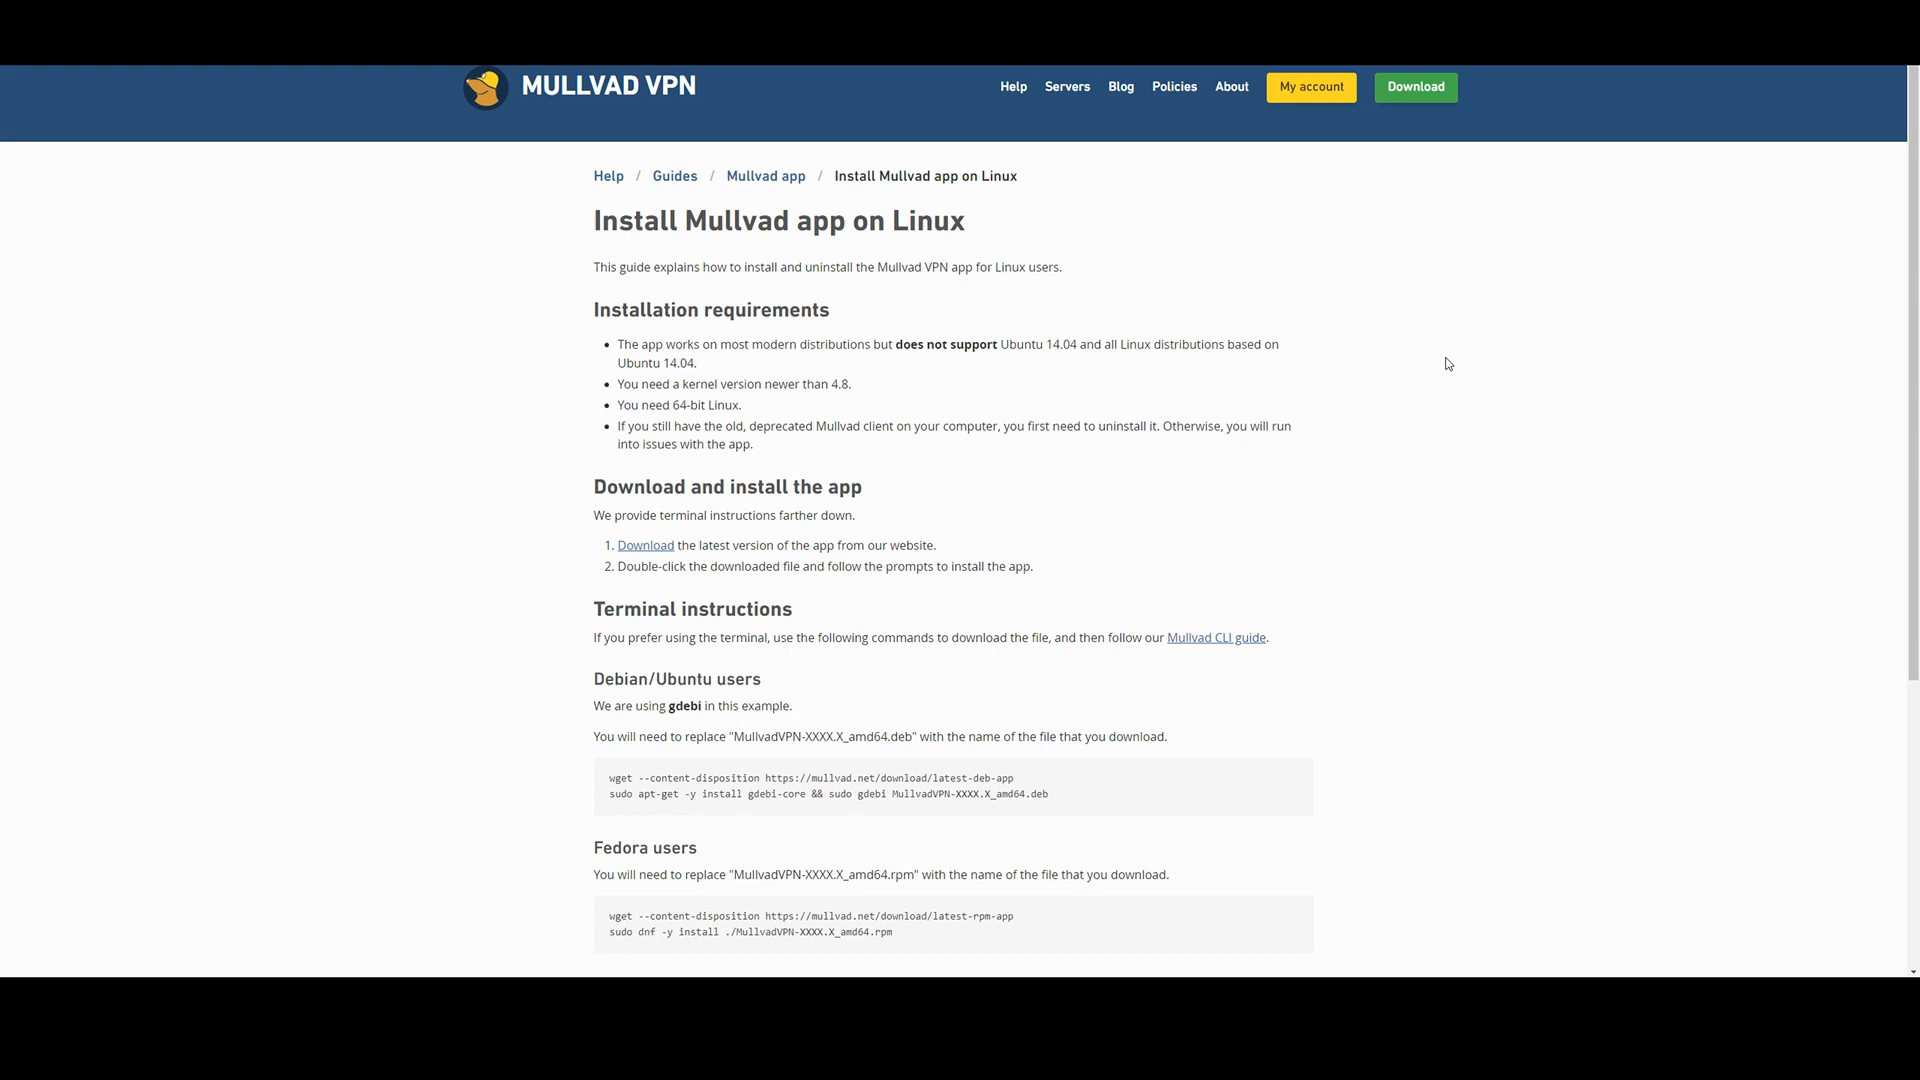 MULLVAD VPN
Help Servers Blog Policies About My account Download
Help / Guides / Mullvad app / Install Mullvad app on Linux
Install Mullvad app on Linux
This guide explains how to install and uninstall the Mullvad VPN app for Linux users.
Installation requirements
• The app works on most modern distributions but does not support Ubuntu 14.04 and all Linux distributions based on
Ubuntu 14.04.
• You need a kernel version newer than 4.8.
• You need 64-bit Linux.
• If you still have the old, deprecated Mullvad client on your computer, you first need to uninstall it. Otherwise, you will run
into issues with the app.
Download and install the app
We provide terminal instructions farther down.
1. Download the latest version of the app from our website.
2. Double-click the downloaded file and follow the prompts to install the app.
Terminal instructions
If you prefer using the terminal, use the following commands to download the file, and then follow our Mullvad CLI guide.
Debian/Ubuntu users
We are using gdebi in this example.
You will need to replace "MullvadVPN-XXXX.X_amd64.deb" with the name of the file that you download.
wget --content-disposition https://mullvad.net/download/latest-deb-app
sudo apt-get -y install gdebi-core && sudo gdebi MullvadVPN-XXXX.X_amd64.deb
Fedora users
You will need to replace "MullvadVPN-XXXX.X_amd64.rpm" with the name of the file that you download.
wget --content-disposition https://mullvad.net/download/latest-rpm-app
sudo dnf -y install ./MullvadVPN-XXXX.X_amd64.rpm